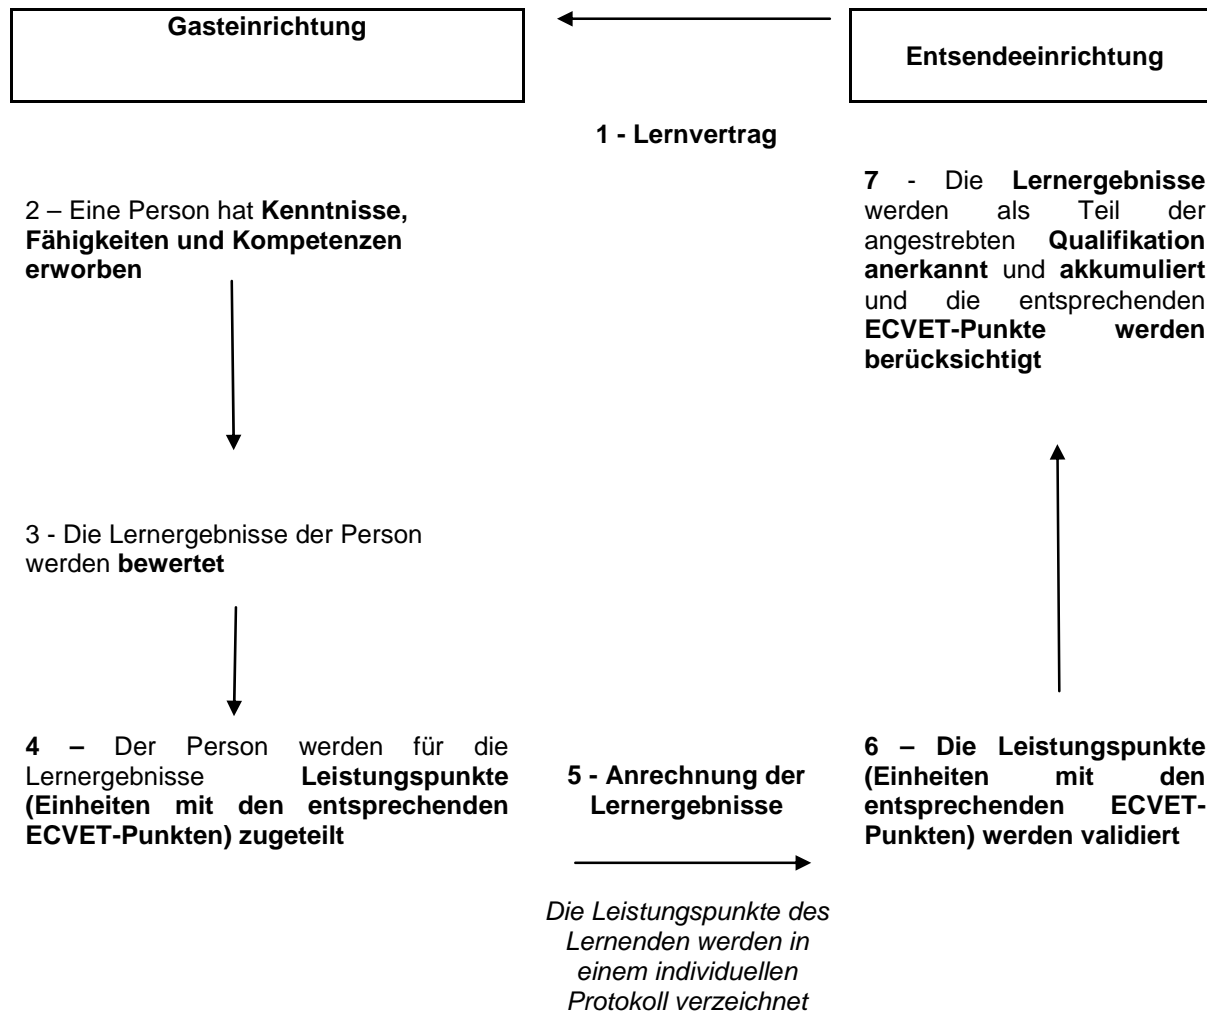 Gasteinrichtung
Entsendeeinrichtung
1 - Lernvertrag
2 – Eine Person hat Kenntnisse,
Fähigkeiten und Kompetenzen
erworben
3 - Die Lernergebnisse der Person
werden bewertet
4 – Der Person werden für die
Lernergebnisse Leistungspunkte
(Einheiten mit den entsprechenden
ECVET-Punkten) zugeteilt
5 - Anrechnung der
Lernergebnisse
Die Leistungspunkte des
Lernenden werden in
einem individuellen
Protokoll verzeichnet
6 – Die Leistungspunkte
(Einheiten mit den
entsprechenden ECVET-
Punkten) werden validiert
7 - Die Lernergebnisse
werden als Teil der
angestrebten Qualifikation
anerkannt und akkumuliert
und die entsprechenden
ECVET-Punkte werden
berücksichtigt